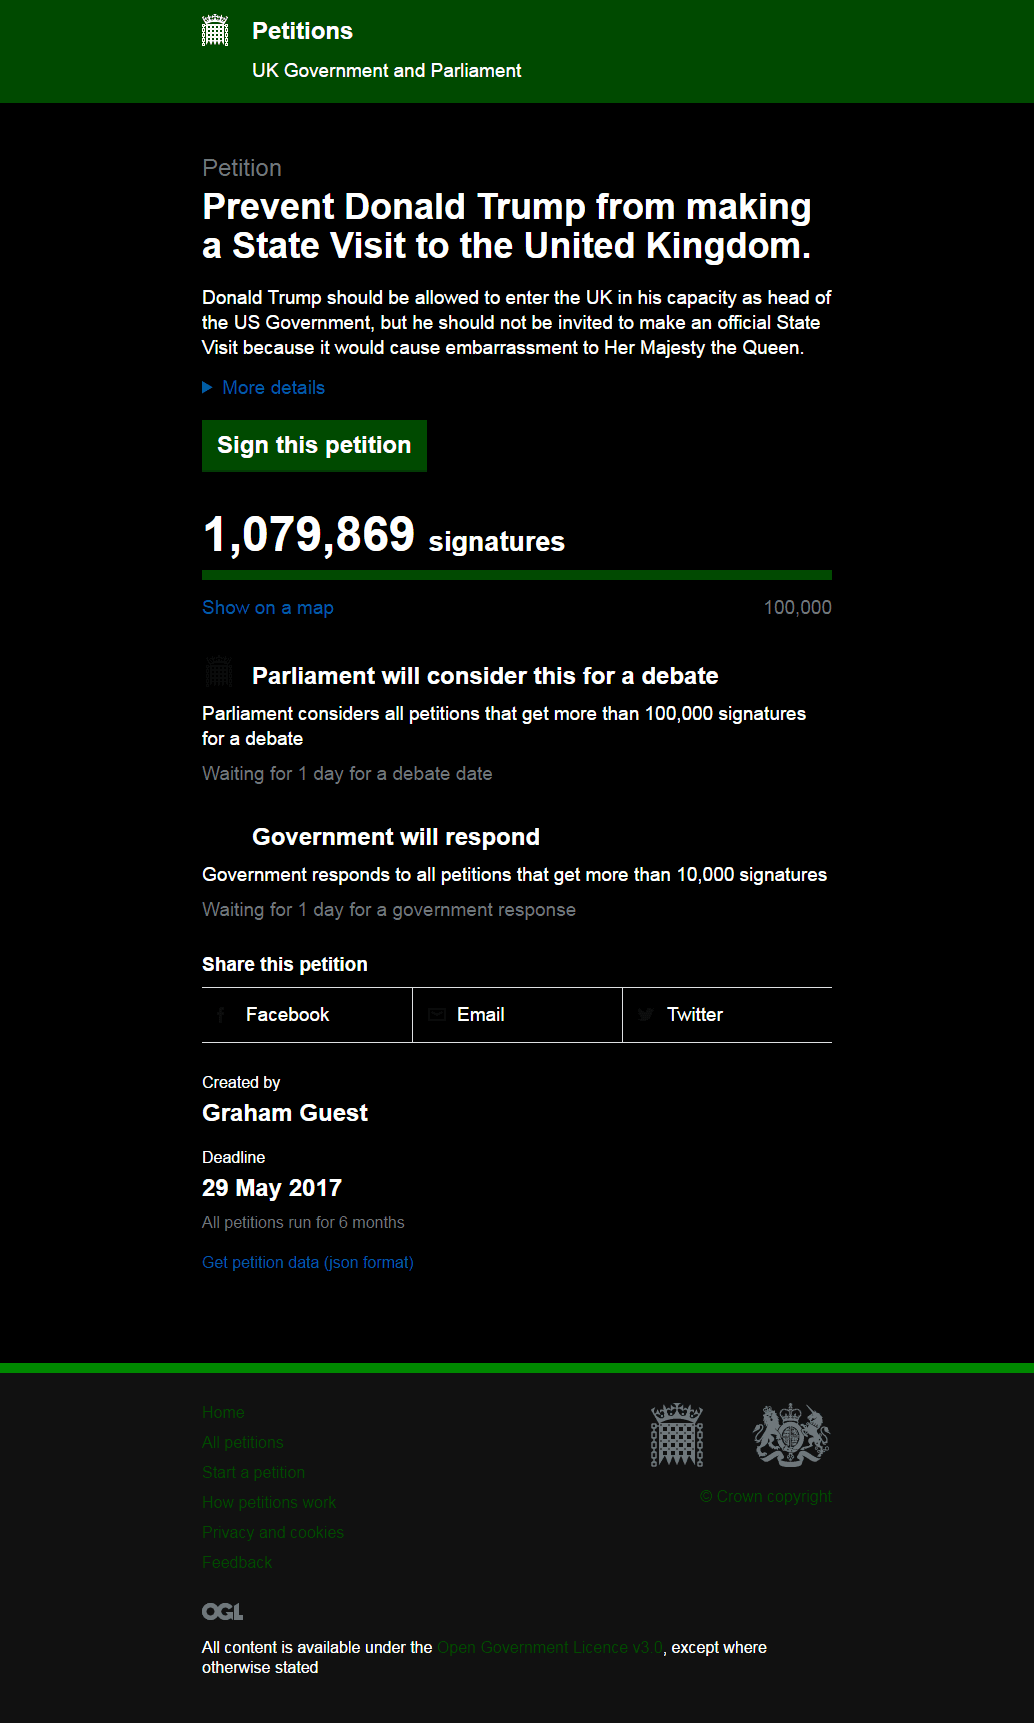 Petitions
UK Government and Parliament
Petition
Prevent Donald Trump from making
a State Visit to the United Kingdom.
Donald Trump should be allowed to enter the UK in his capacity as head of
the US Government, but he should not be invited to make an official State
Visit because it would cause embarrassment to Her Majesty the Queen.
More details
Sign this petition
1,079,869 signatures
Show on a map 100,000
Parliament will consider this for a debate
Parliament considers all petitions that get more than 100,000 signatures
for a debate
Waiting for 1 day for a debate date
Government will respond
Government responds to all petitions that get more than 10,000 signatures
Waiting for 1 day for a government response
Share this petition
Facebook Email Twitter
Created by
Graham Guest
Deadline
29 May 2017
All petitions run for 6 months
Get petition data (json format)
Home
All petitions
Start a petition
How petitions work
Privacy and cookies
Feedback
© Crown copyright
OGL
All content is available under the Open Government Licence v3.0, except where
otherwise stated